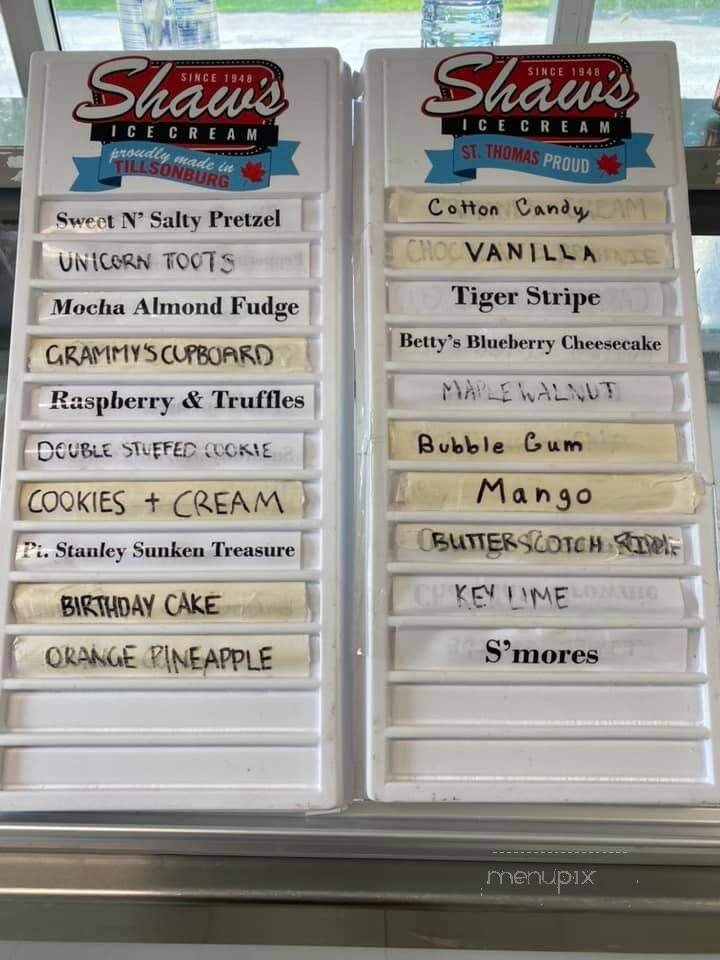 SINCE 1948
Shaw's
ICE CREAM
proudly made in
TILLSONBURG
Sweet N' Salty Pretzel
UNICORN TOOTS
Mocha Almond Fudge
GRAMMY'S CUPBOARD
Raspberry & Truffles
DOUBLE STUFFED COOKIE
COOKIES + CREAM
Pt. Stanley Sunken Treasure
BIRTHDAY CAKE
ORANGE PINEAPPLE
SINCE 1948
Shaw's
ICE CREAM
ST. THOMAS PROUD
Cotton Candy
VANILLA
Tiger Stripe
Betty's Blueberry Cheesecake
MAPLE WALNUT
Bubble Gum
Mango
BUTTERSCOTCH RIPPLE
KEY LIME
S'mores
menupix